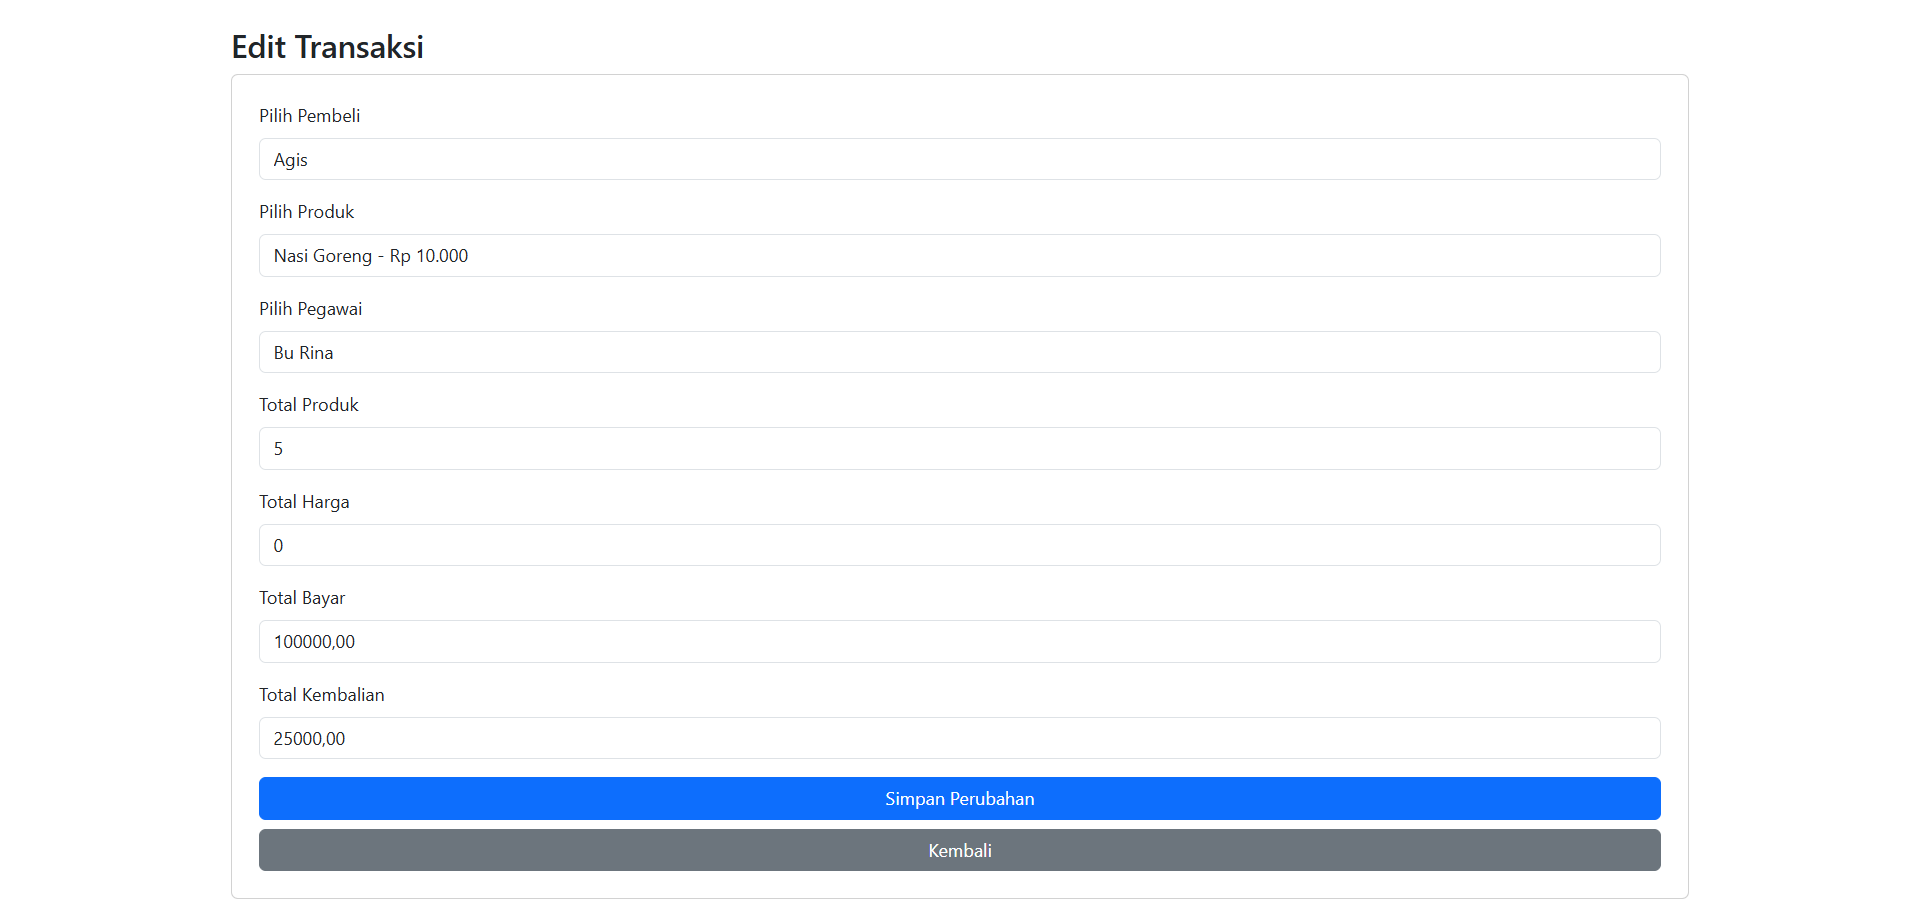 Edit Transaksi
Pilih Pembeli
Agis
Pilih Produk
Nasi Goreng - Rp 10.000
Pilih Pegawai
Bu Rina
Total Produk
5
Total Harga
0
Total Bayar
100000,00
Total Kembalian
25000,00
Simpan Perubahan
Kembali